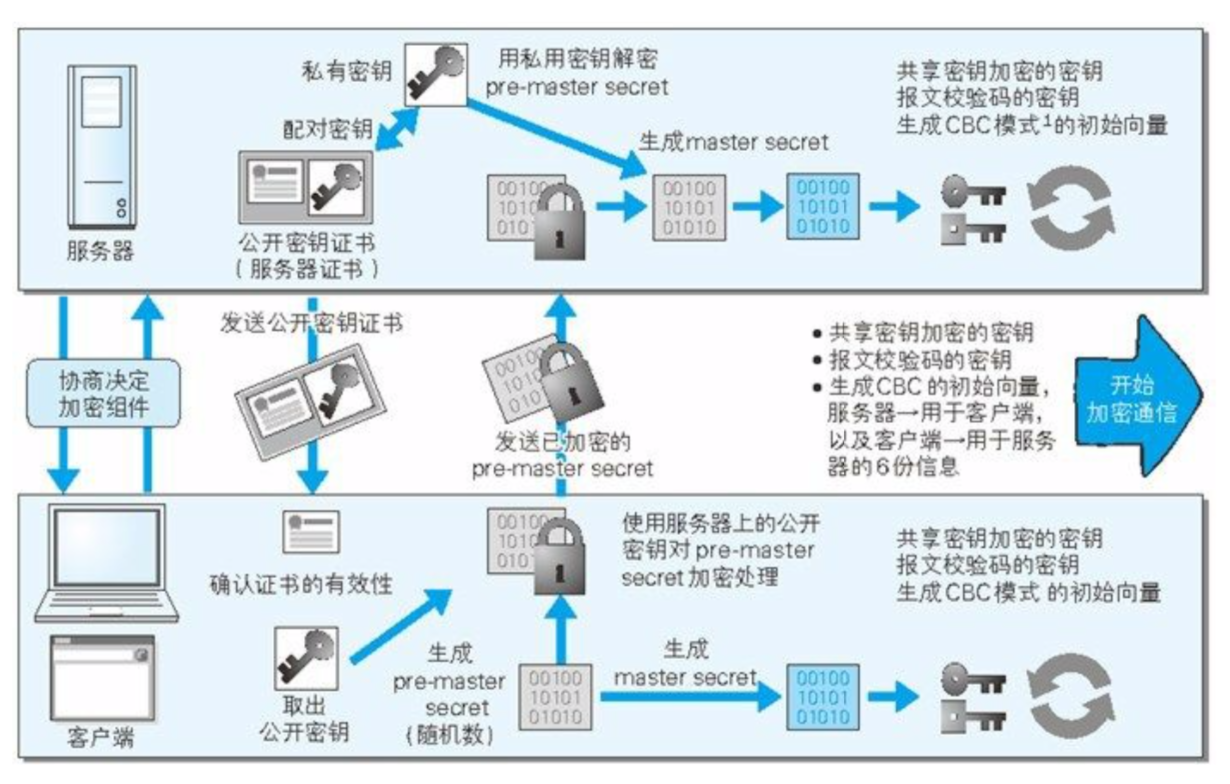 私有密钥
用私用密钥解密
pre-master secret
共享密钥加密的密钥
报文校验码的密钥
生成CBC模式1的初始向量
配对密钥
生成master secret
00100
1010
0101
00100
10101
01010
00100
10101
01010
服务器
公开密钥证书
(服务器证书)
发送公开密钥证书
协商决定
加密组件
00100
1010
010
发送已加密的
pre-master secret
• 共享密钥加密的密钥
• 报文校验码的密钥
• 生成CBC的初始向量，
服务器→用于客户端，
以及客户端→用于服务
器的6份信息
开始
加密通信
00100
1010
010
使用服务器上的公开
密钥对pre-master
secret加密处理
共享密钥加密的密钥
报文校验码的密钥
生成CBC模式 的初始向量
确认证书的有效性
取出
公开密钥
生成
pre-master
secret
(随机数)
00100
10101
01010
生成
master secret
00100
10101
01010
客户端